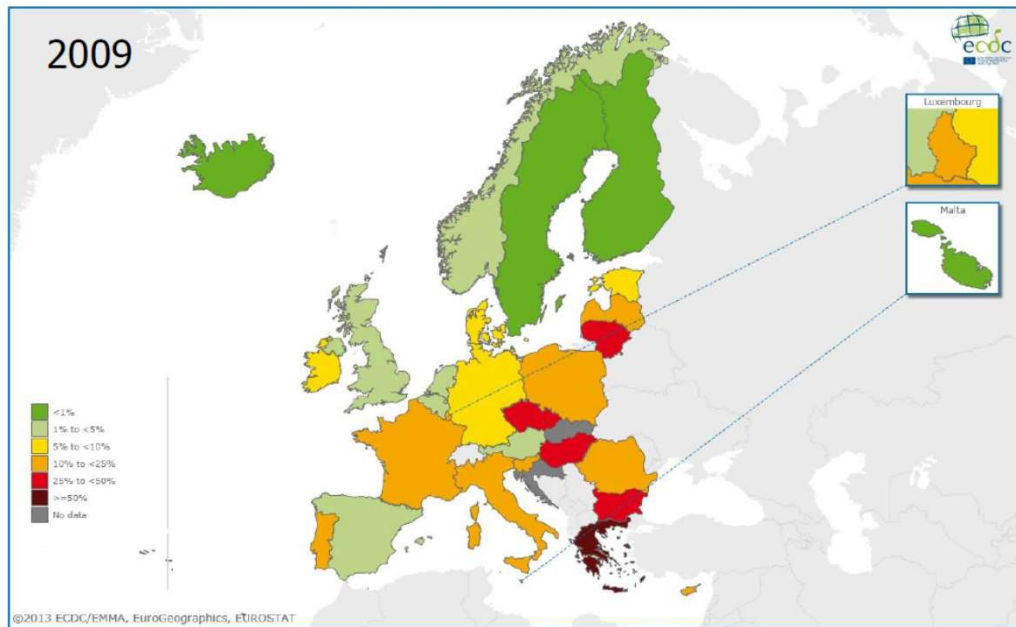 2009
ecdc
Luxembourg
Malta
<1%
1% to <5%
5% to <10%
10% to <25%
25% to <50%
>=50%
No data
©2013 ECDC/EMMA, EuroGeographics, EUROSTAT